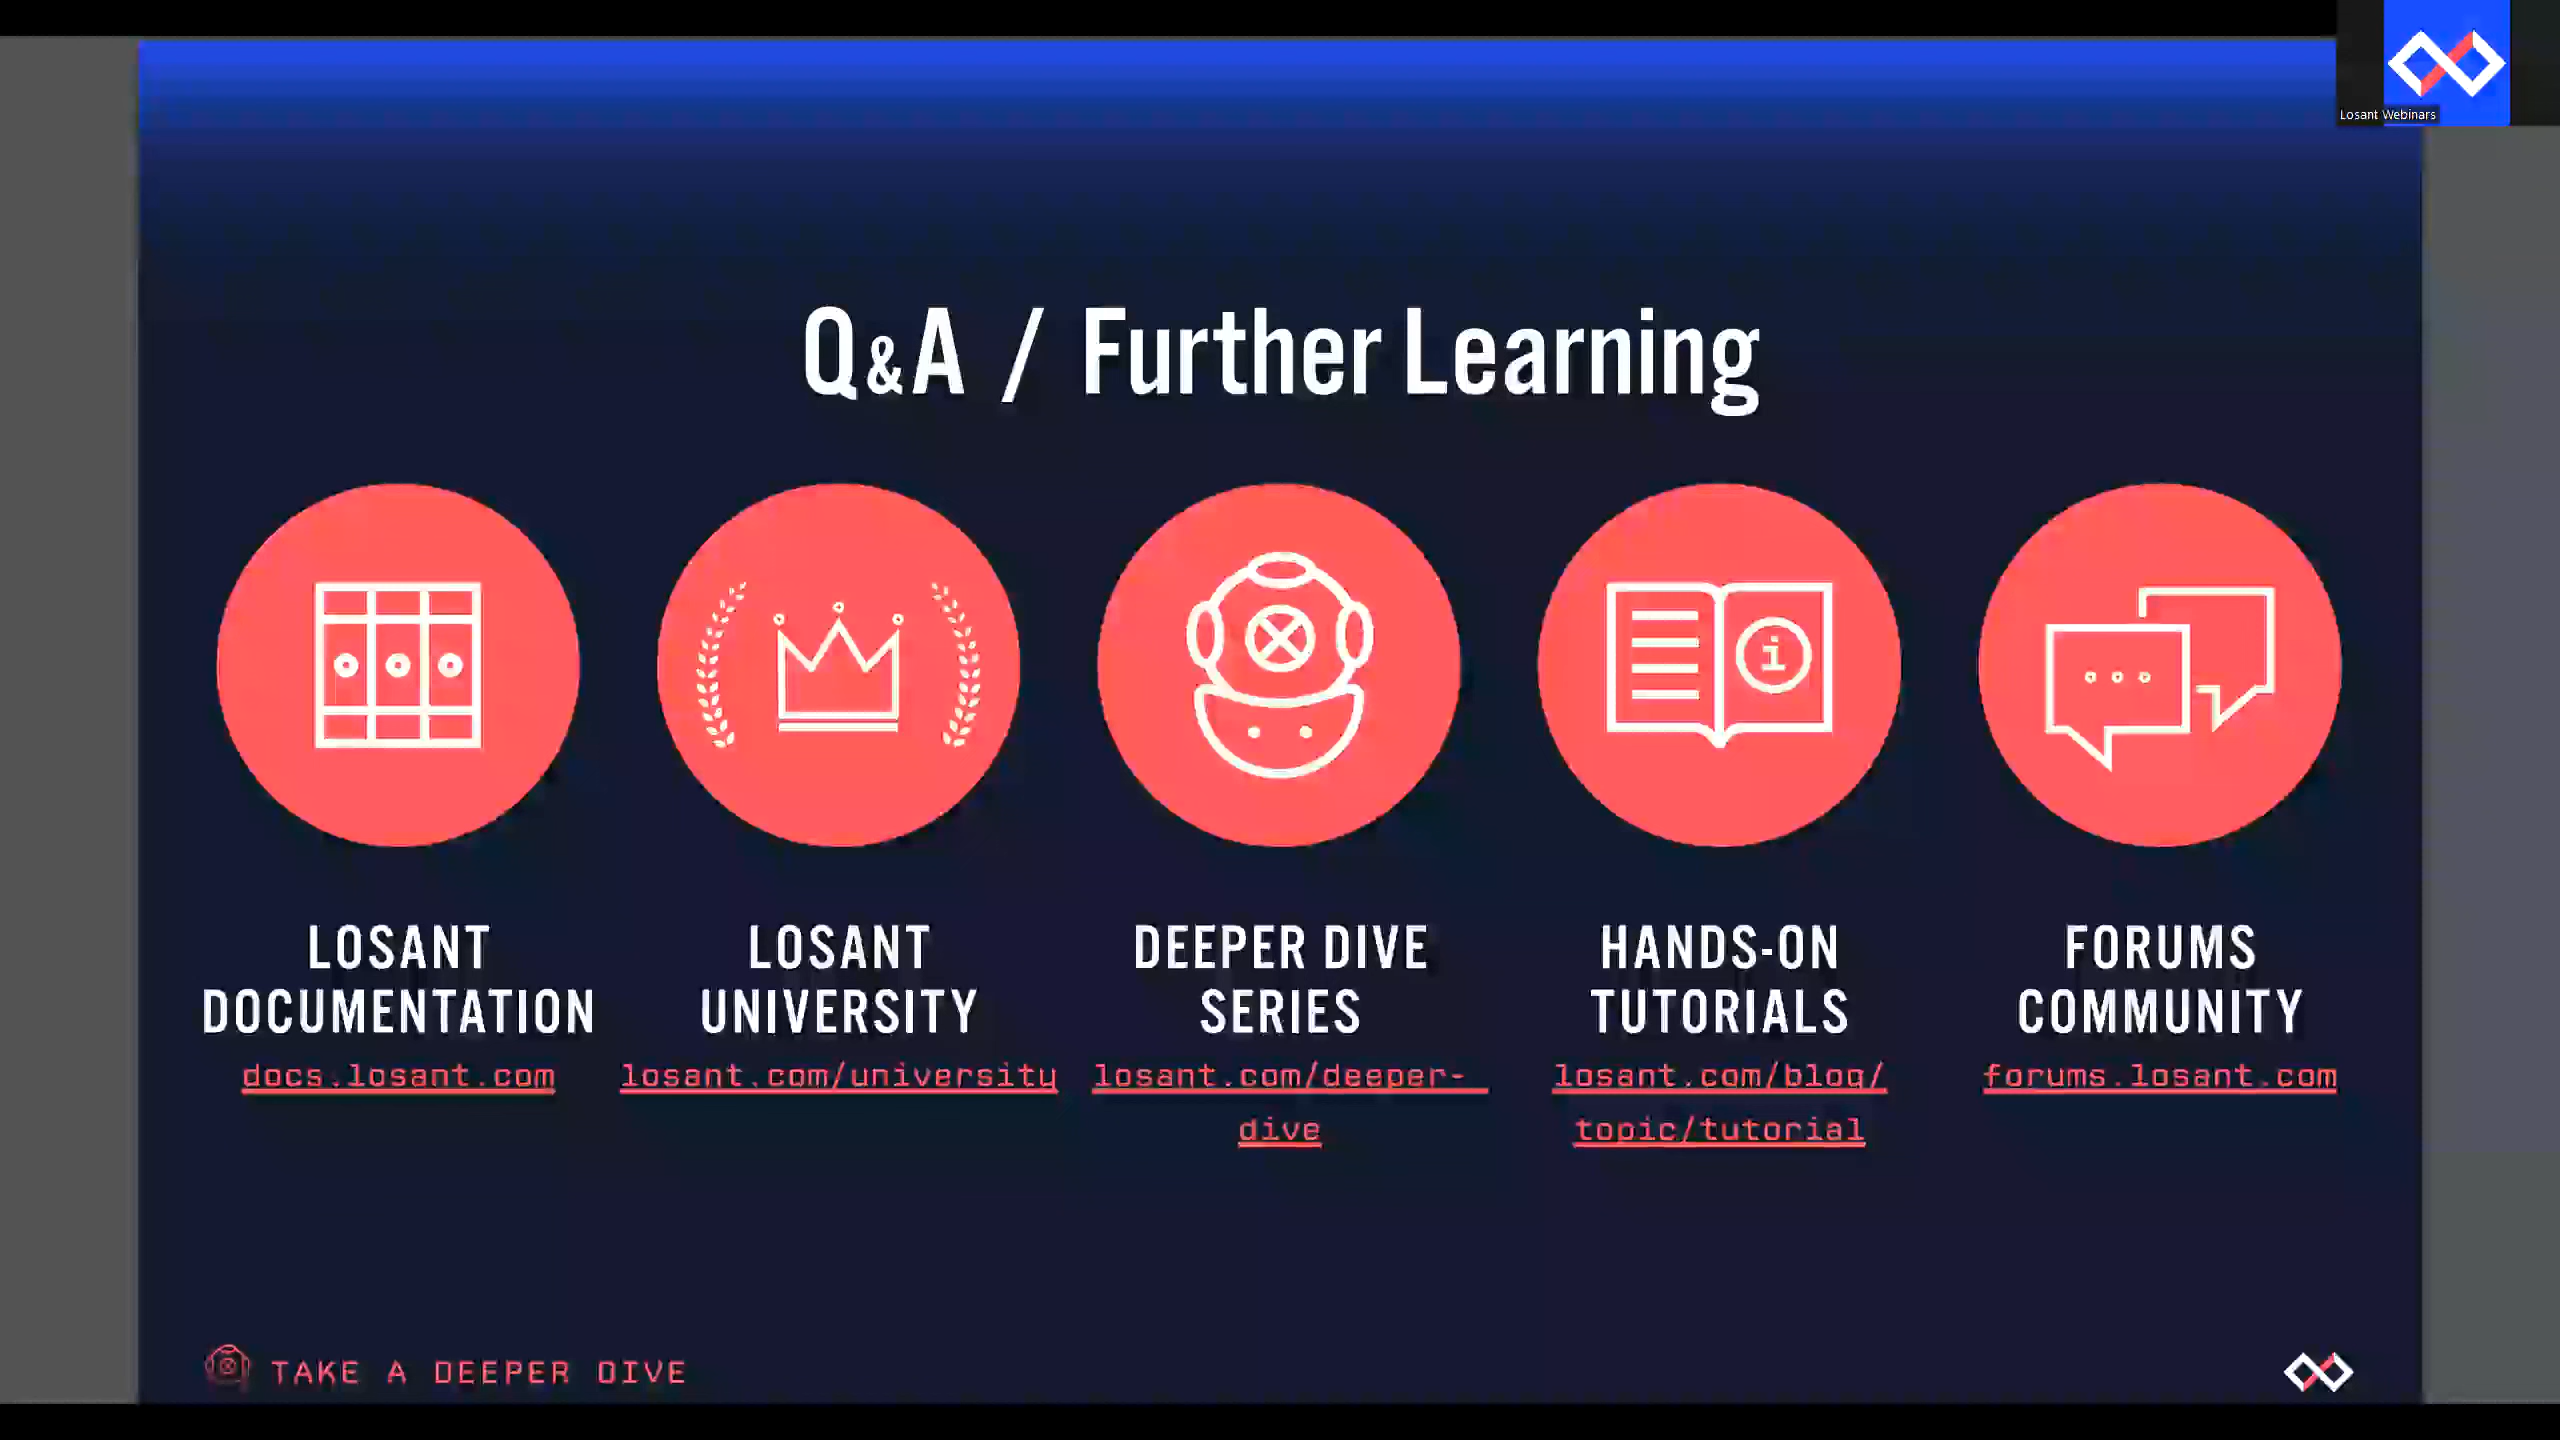 Losant Webinars
Q&A / Further Learning
LOSANT
DOCUMENTATION
docs.losant.com
LOSANT
UNIVERSITY
losant.com/university
DEEPER DIVE
SERIES
losant.com/deeper-
dive
HANDS-ON
TUTORIALS
losant.com/blog/
topic/tutorial
FORUMS
COMMUNITY
forums.losant.com
TAKE A DEEPER DIVE